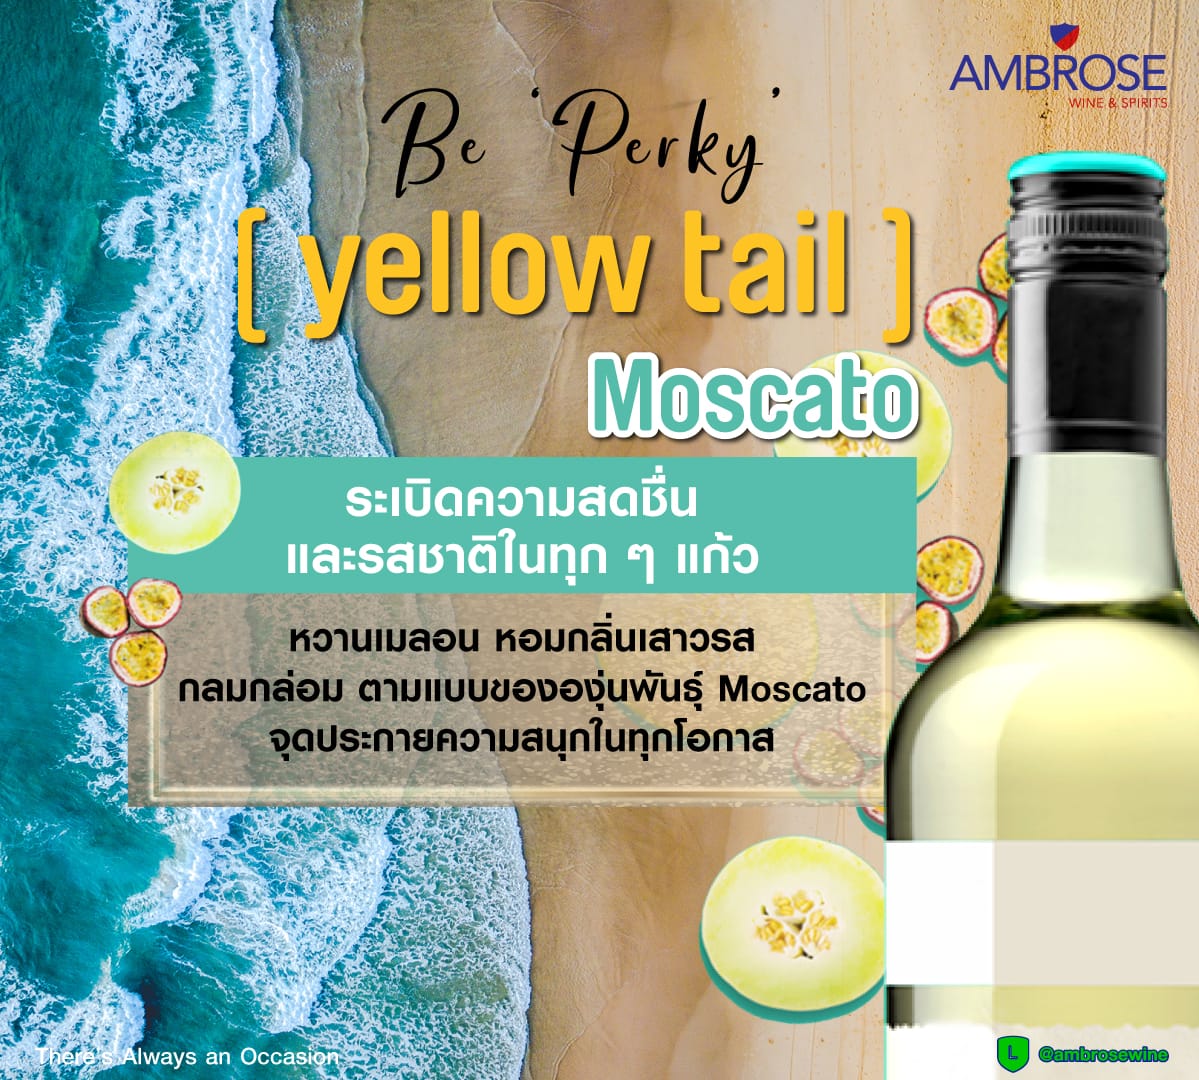 AMBROSE
WINE & SPIRITS
Be 'Perky'
[ yellow tail ]
Moscato
ระเบิดความสดชื่น
และรสชาติในทุก ๆ แก้ว
หวานเมลอน หอมกลิ่นเสาวรส
กลมกล่อม ตามแบบขององุ่นพันธุ์ Moscato
จุดประกายความสนุกในทุกโอกาส
There's Always an Occasion
L @ambrosewine